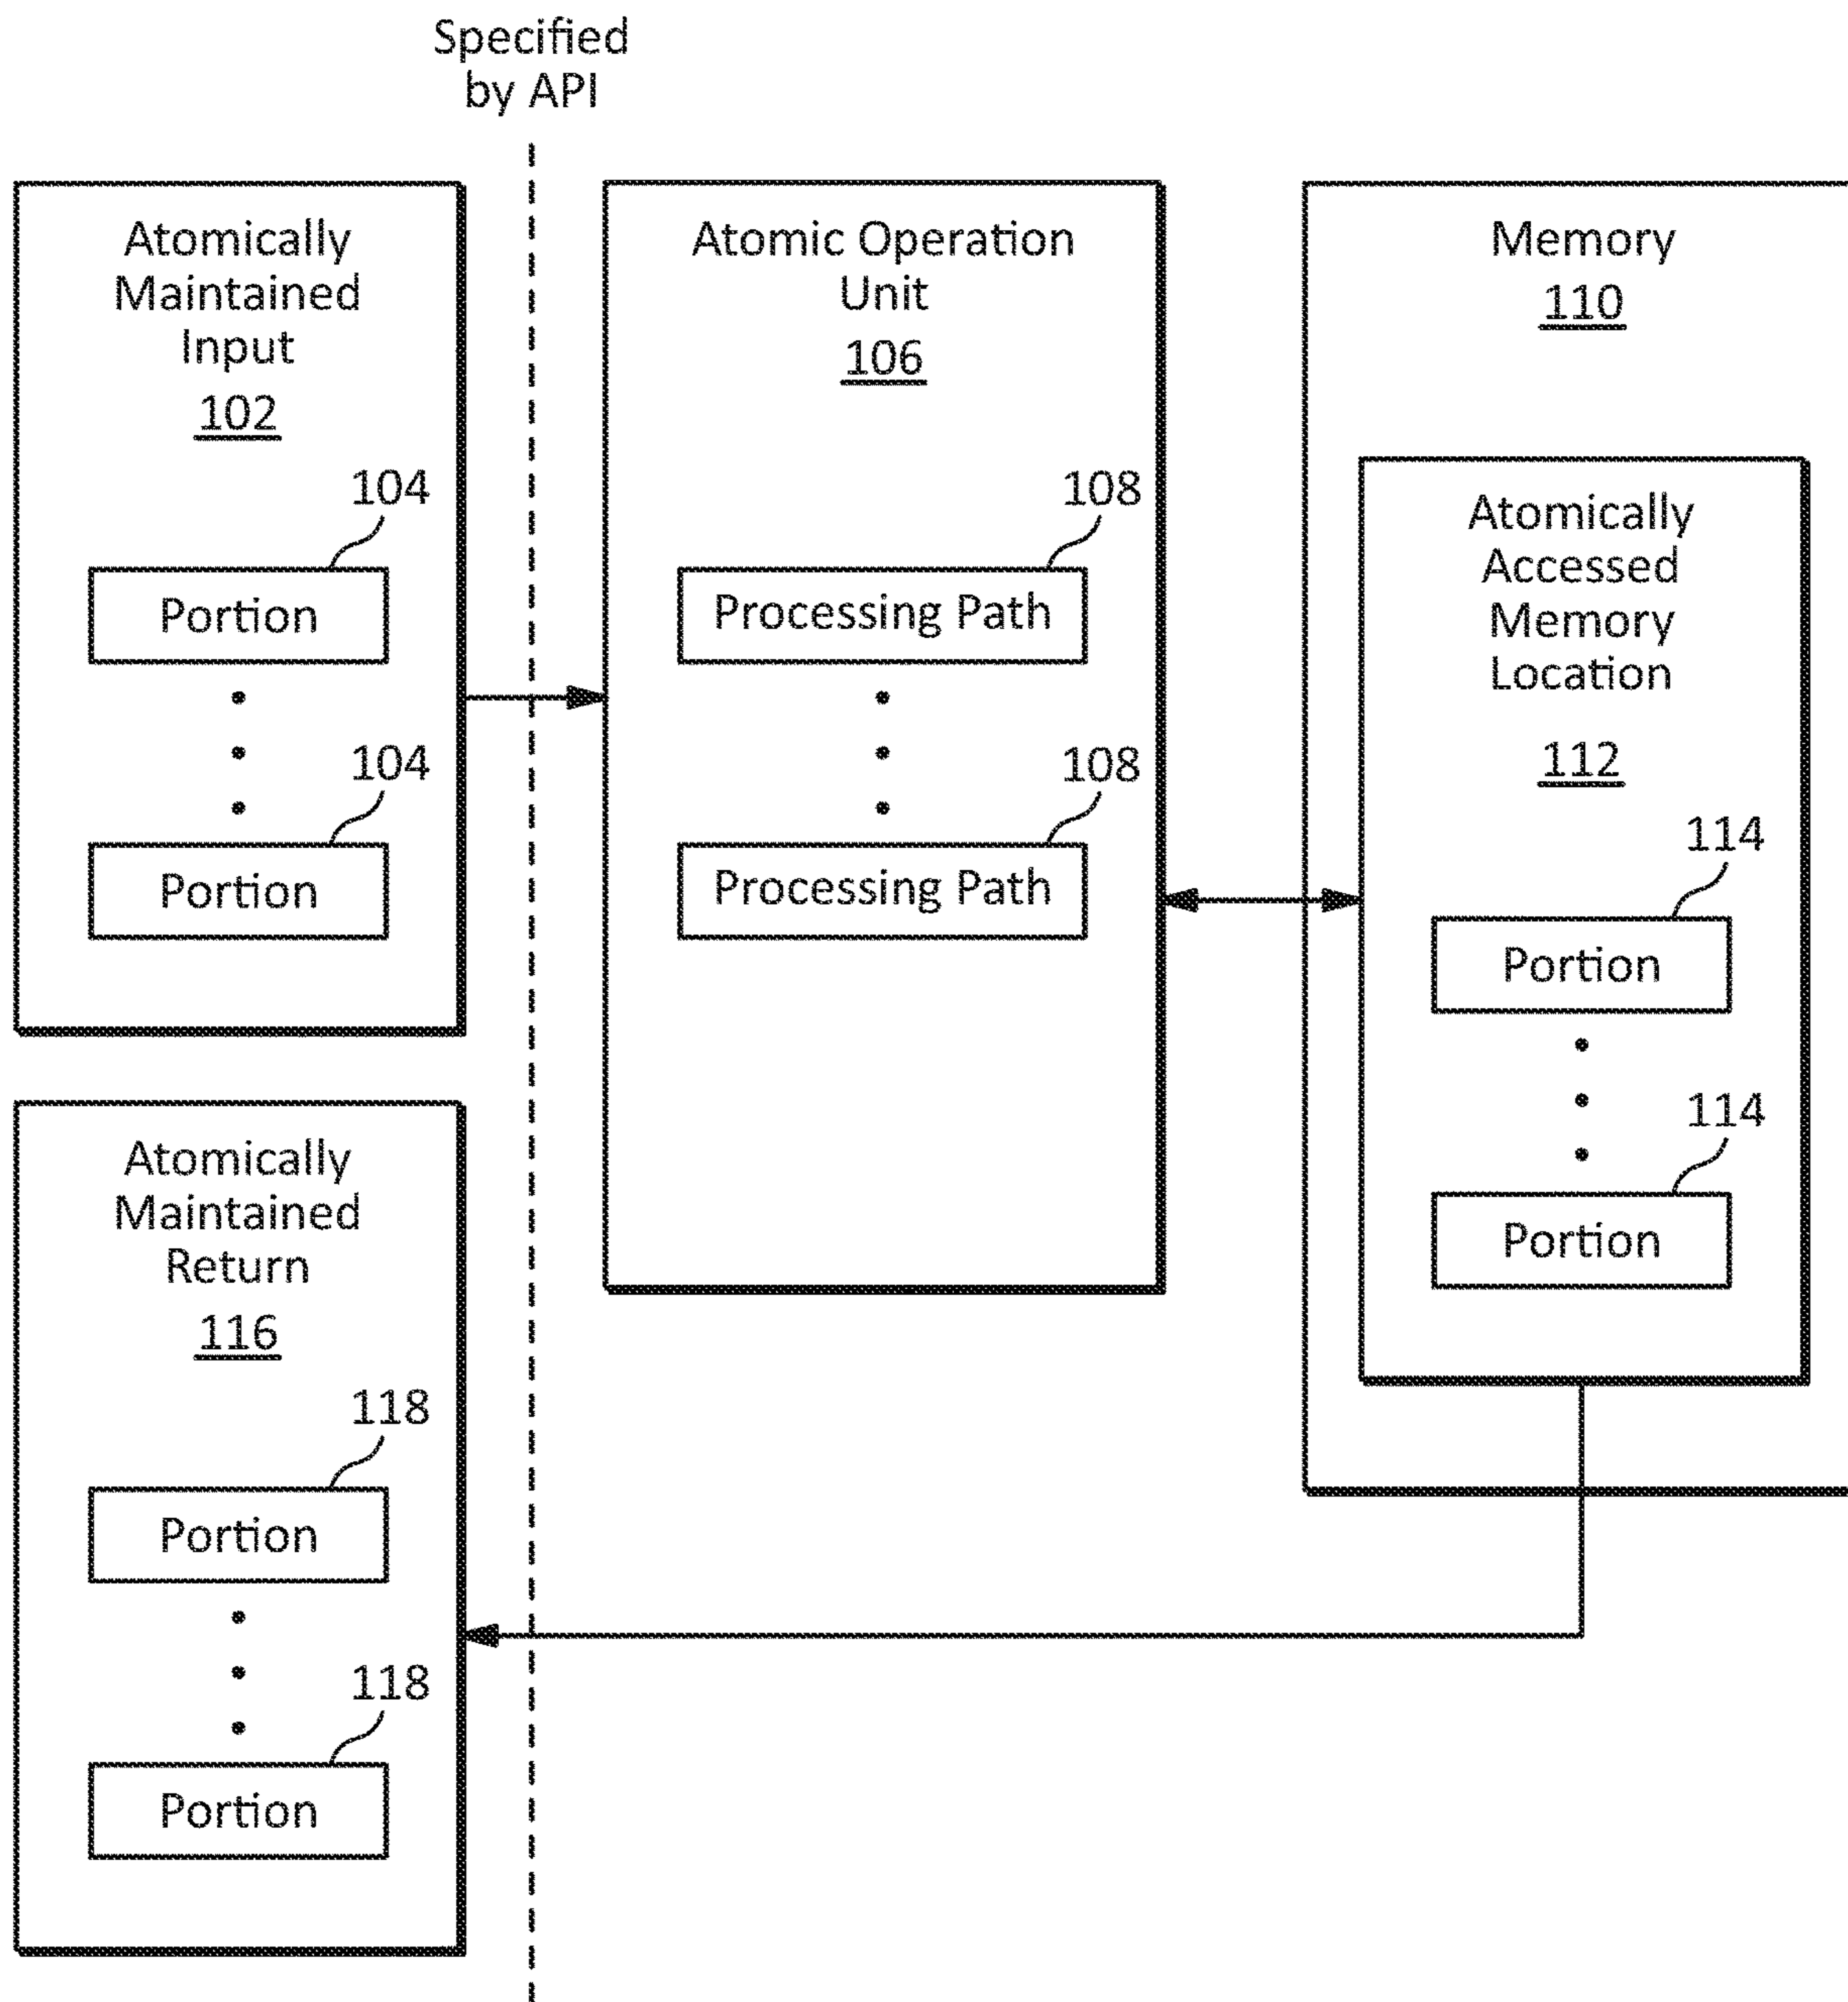 Specified
by API
Atomically
Maintained
Input
102
104
Portion
104
Portion
Atomic Operation
Unit
106
108
Processing Path
108
Processing Path
Memory
110
Atomically
Accessed
Memory
Location
112
114
Portion
114
Portion
Atomically
Maintained
Return
116
118
Portion
118
Portion